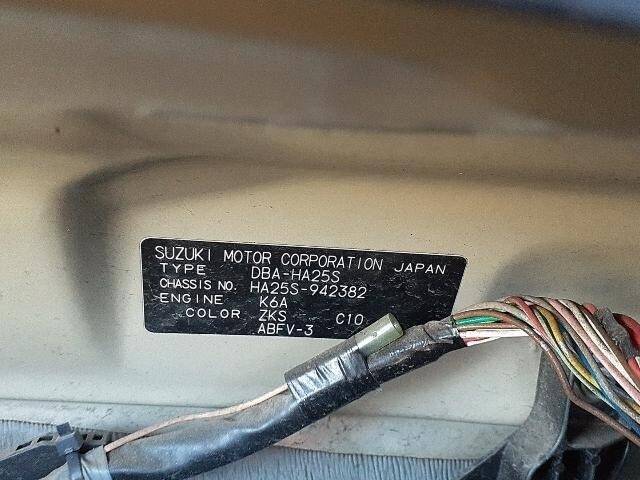 SUZUKI MOTOR CORPORATION JAPAN
TYPE DBA-HA25S
CHASSIS NO. HA25S-942382
ENGINE K6A
COLOR ZKS C10
ABFV-3